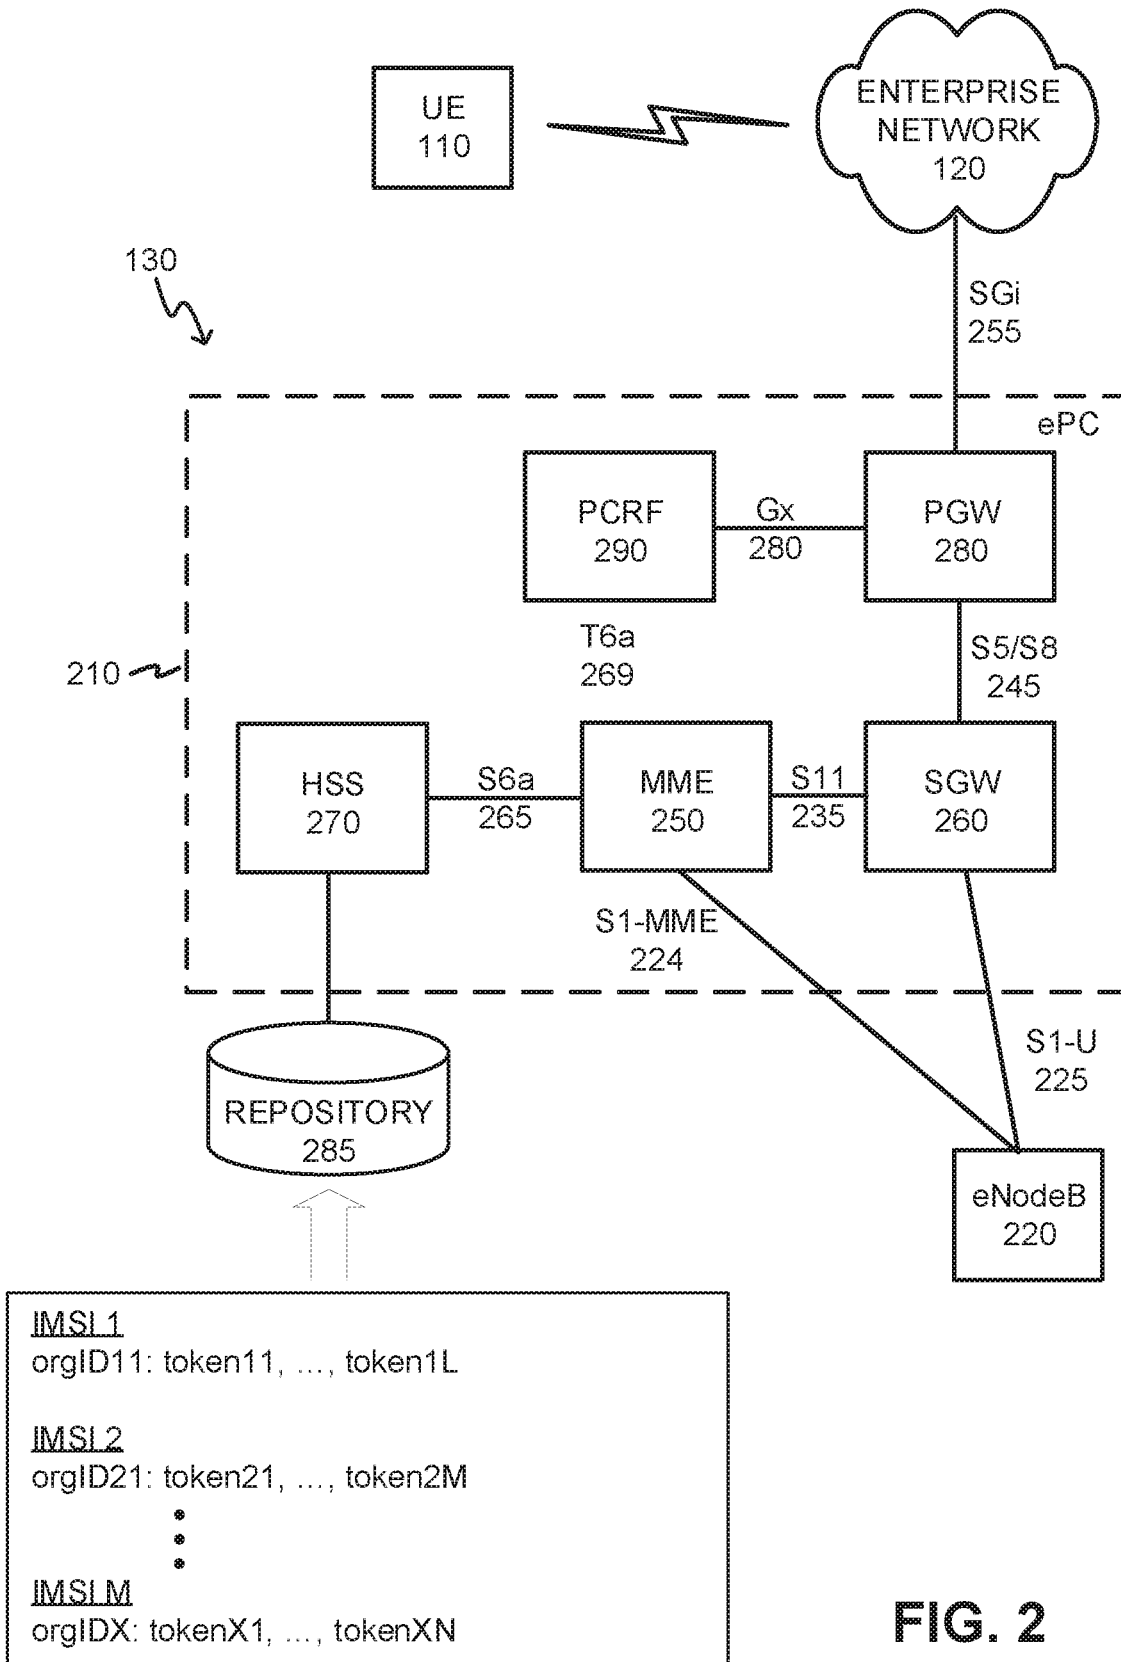 UE
110
ENTERPRISE
NETWORK
120
130
SGi
255
ePC
PCRF
290
Gx
280
PGW
280
T6a
269
S5/S8
245
210
HSS
270
S6a
265
MME
250
S11
235
SGW
260
S1-MME
224
S1-U
225
REPOSITORY
285
eNodeB
220
IMSI 1
orgID11: token11, ..., token1L
IMSI 2
orgID21: token21, ..., token2M
IMSI M
orgIDX: tokenX1, ..., tokenXN
FIG. 2